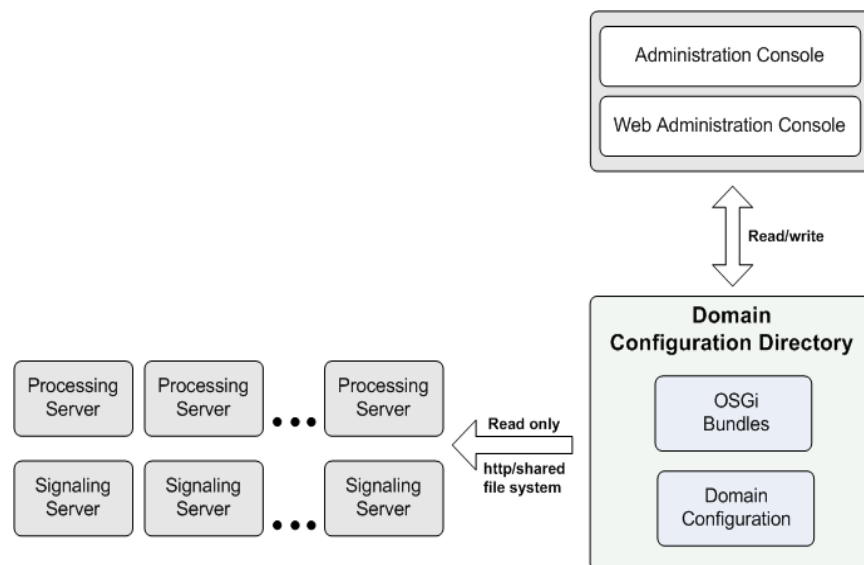 Administration Console
Web Administration Console
Read/write
Domain
Configuration Directory
OSGi
Bundles
Domain
Configuration
Read only
http/shared
file system
Processing
Server
Processing
Server
Processing
Server
Signaling
Server
Signaling
Server
Signaling
Server